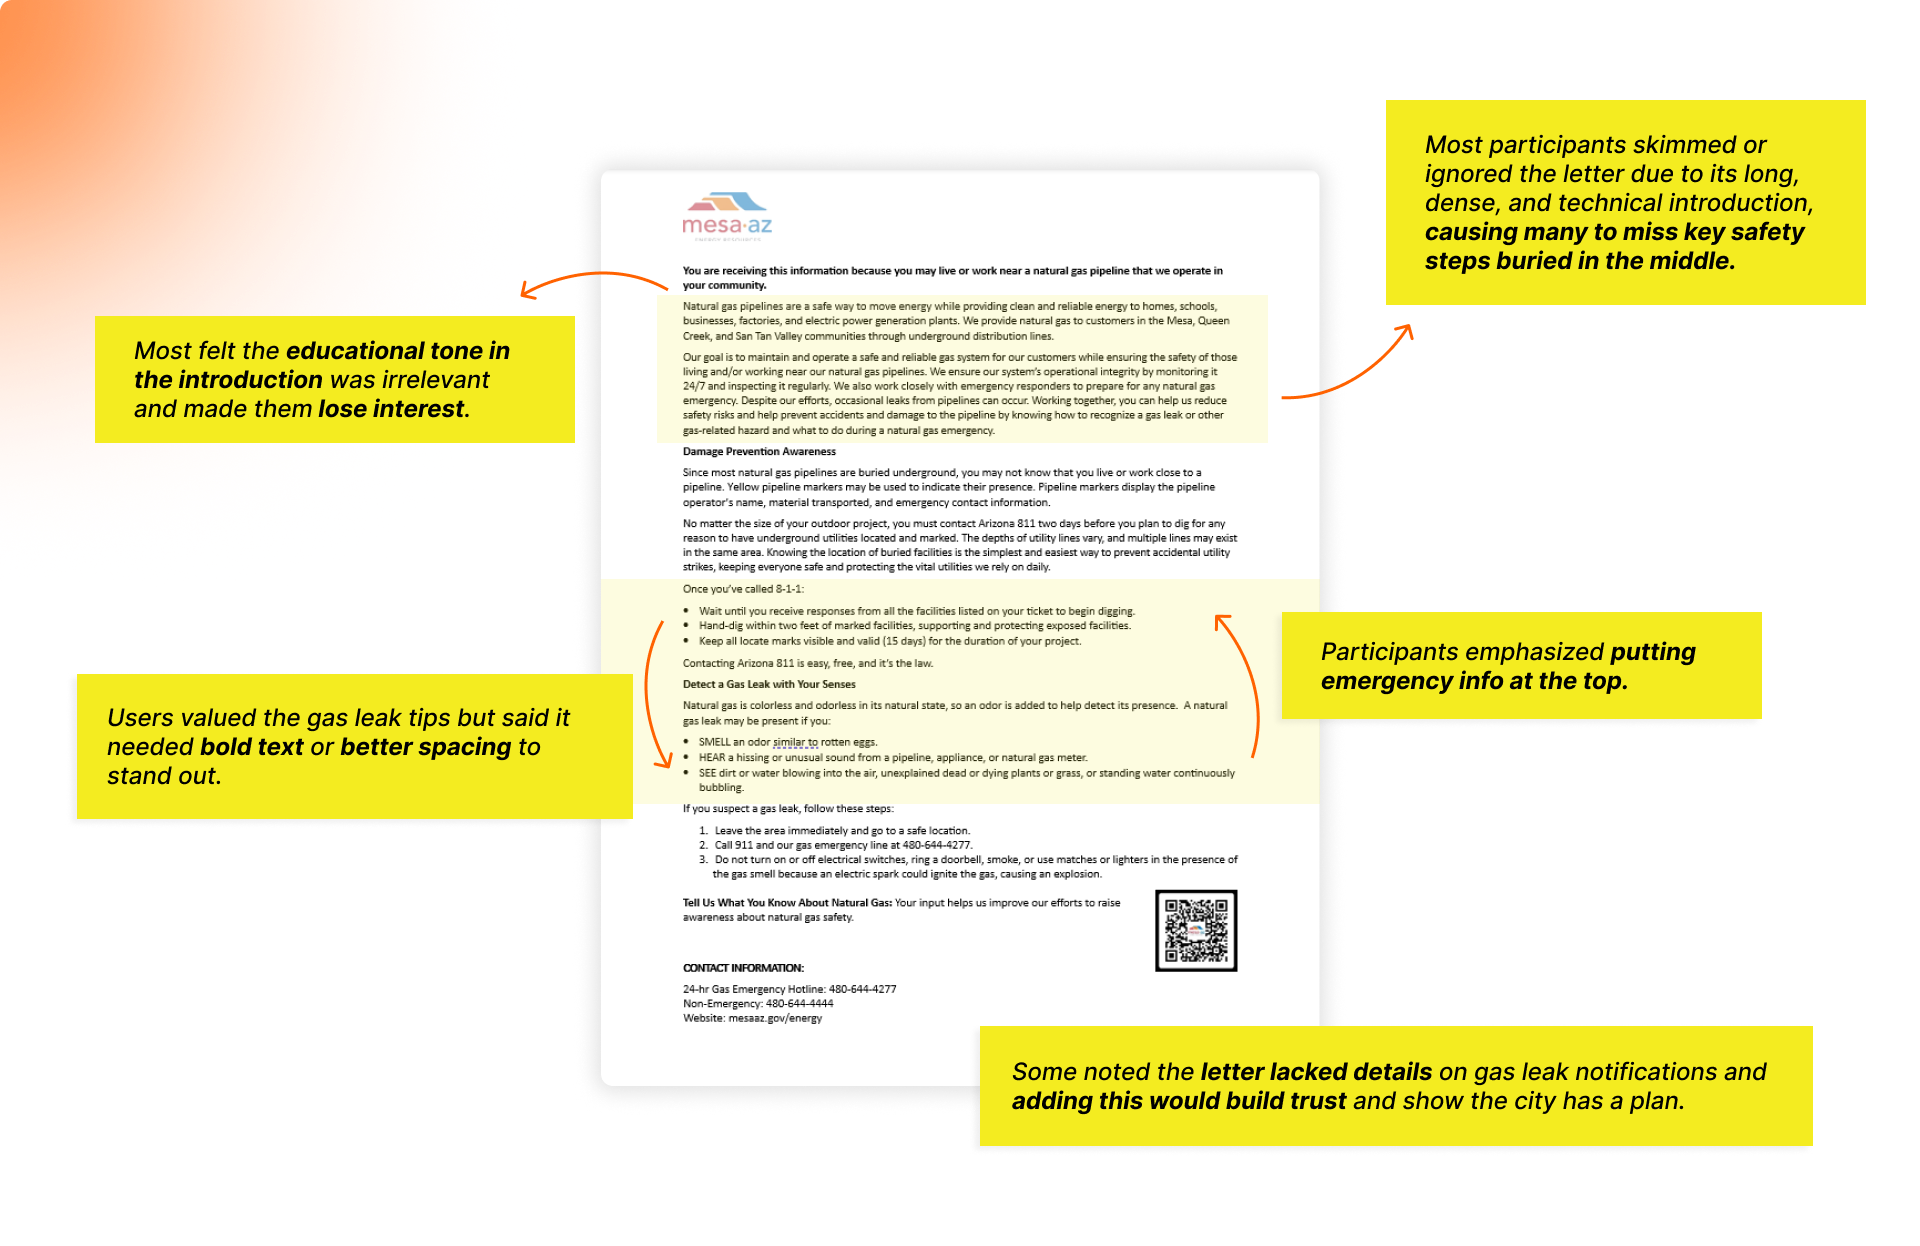 Most participants skimmed or
ignored the letter due to its long,
dense, and technical introduction,
causing many to miss key safety
steps buried in the middle.
Most felt the educational tone in
the introduction was irrelevant
and made them lose interest.
Users valued the gas leak tips but said it
needed bold text or better spacing to
stand out.
mesa·az
ENERGY RESOURCES
You are receiving this information because you may live or work near a natural gas pipeline that we operate in
your community.
Natural gas pipelines are a safe way to move energy while providing clean and reliable energy to homes, schools,
businesses, factories, and electric power generation plants. We provide natural gas to customers in the Mesa, Queen
Creek, and San Tan Valley communities through underground distribution lines.
Our goal is to maintain and operate a safe and reliable gas system for our customers while ensuring the safety of those
living and/or working near our natural gas pipelines. We ensure our system's operational integrity by monitoring it
24/7 and inspecting it regularly. We also work closely with emergency responders to prepare for any natural gas
emergency. Despite our efforts, occasional leaks from pipelines can occur. Working together, you can help us reduce
safety risks and help prevent accidents and damage to the pipeline by knowing how to recognize a gas leak or other
gas-related hazard and what to do during a natural gas emergency.
Damage Prevention Awareness
Since most natural gas pipelines are buried underground, you may not know that you live or work close to a
pipeline. Yellow pipeline markers may be used to indicate their presence. Pipeline markers display the pipeline
operator's name, material transported, and emergency contact information.
No matter the size of your outdoor project, you must contact Arizona 811 two days before you plan to dig for any
reason to have underground utilities located and marked. The depths of utility lines vary, and multiple lines may exist
in the same area. Knowing the location of buried facilities is the simplest and easiest way to prevent accidental utility
strikes, keeping everyone safe and protecting the vital utilities we rely on daily.
Once you've called 8-1-1:
• Wait until you receive responses from all the facilities listed on your ticket to begin digging.
• Hand-dig within two feet of marked facilities, supporting and protecting exposed facilities.
• Keep all locate marks visible and valid (15 days) for the duration of your project.
Contacting Arizona 811 is easy, free, and it's the law.
Detect a Gas Leak with Your Senses
Natural gas is colorless and odorless in its natural state, so an odor is added to help detect its presence. A natural
gas leak may be present if you:
• SMELL an odor similar to rotten eggs.
• HEAR a hissing or unusual sound from a pipeline, appliance, or natural gas meter.
• SEE dirt or water blowing into the air, unexplained dead or dying plants or grass, or standing water continuously
bubbling.
If you suspect a gas leak, follow these steps:
1. Leave the area immediately and go to a safe location.
2. Call 911 and our gas emergency line at 480-644-4277.
3. Do not turn on or off electrical switches, ring a doorbell, smoke, or use matches or lighters in the presence of
the gas smell because an electric spark could ignite the gas, causing an explosion.
Tell Us What You Know About Natural Gas: Your input helps us improve our efforts to raise
awareness about natural gas safety.
CONTACT INFORMATION:
24-hr Gas Emergency Hotline: 480-644-4277
Non-Emergency: 480-644-4444
Website: mesaaz.gov/energy
Participants emphasized putting
emergency info at the top.
Some noted the letter lacked details on gas leak notifications and
adding this would build trust and show the city has a plan.